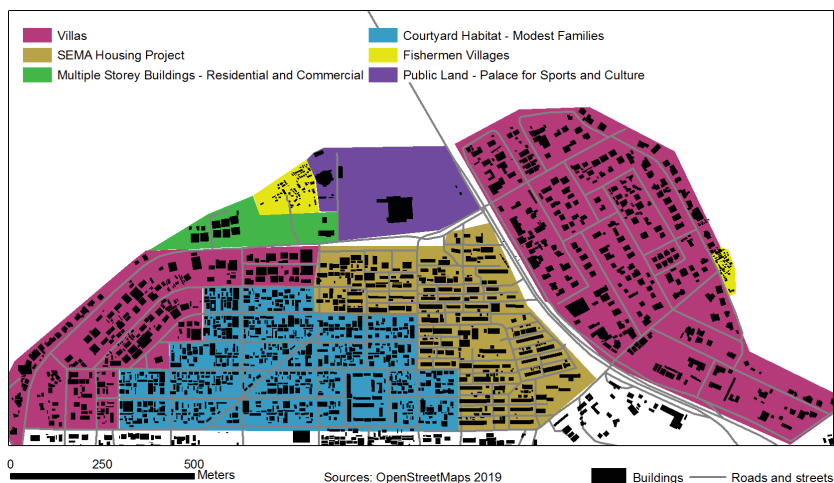 Villas
SEMA Housing Project
Multiple Storey Buildings - Residential and Commercial
Courtyard Habitat - Modest Families
Fishermen Villages
Public Land - Palace for Sports and Culture
0 250 500
Meters
Sources: OpenStreetMaps 2019
Buildings
Roads and streets